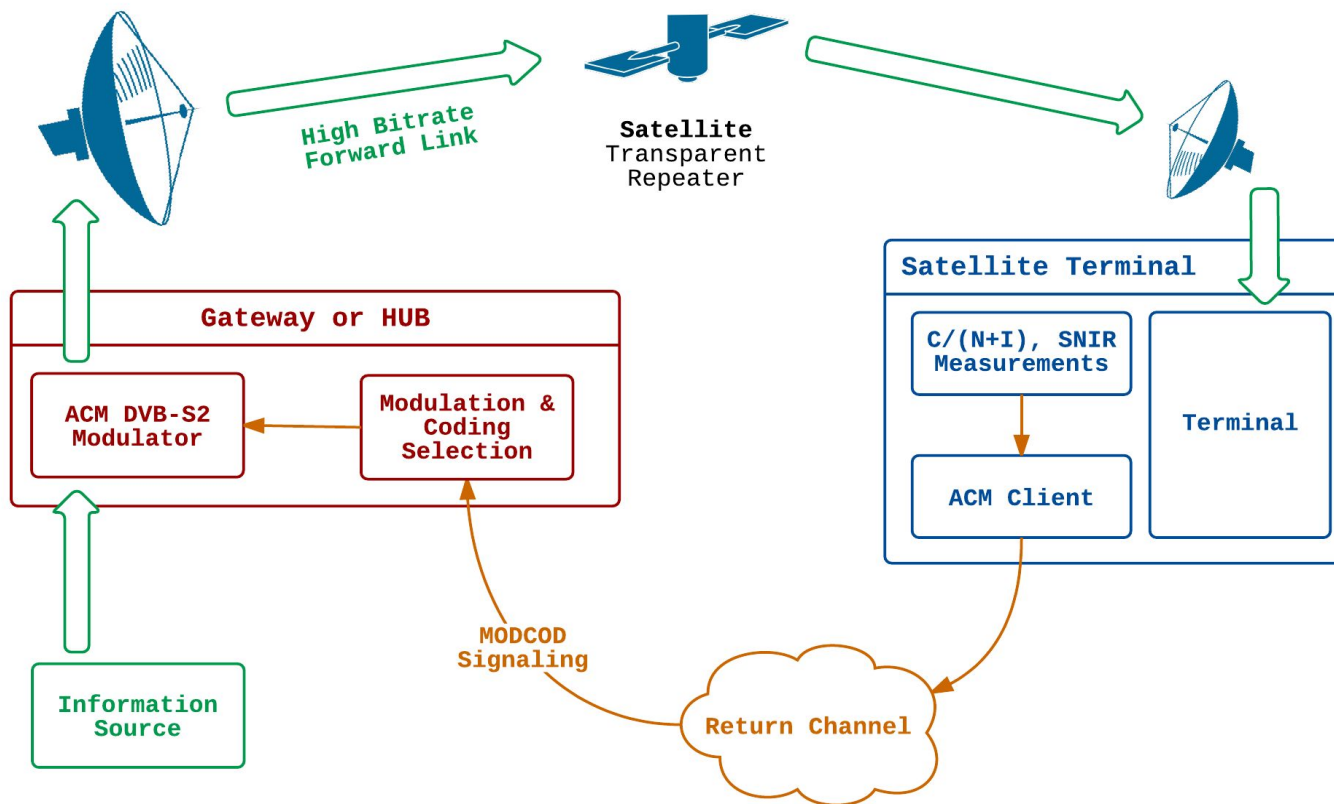 High Bitrate
Forward Link
Satellite
Transparent
Repeater
Satellite Terminal
Gateway or HUB
C/(N+I), SNIR
Measurements
Terminal
ACM DVB-S2
Modulator
Modulation &
Coding
Selection
ACM Client
MODCOD
Signaling
Information
Source
Return Channel